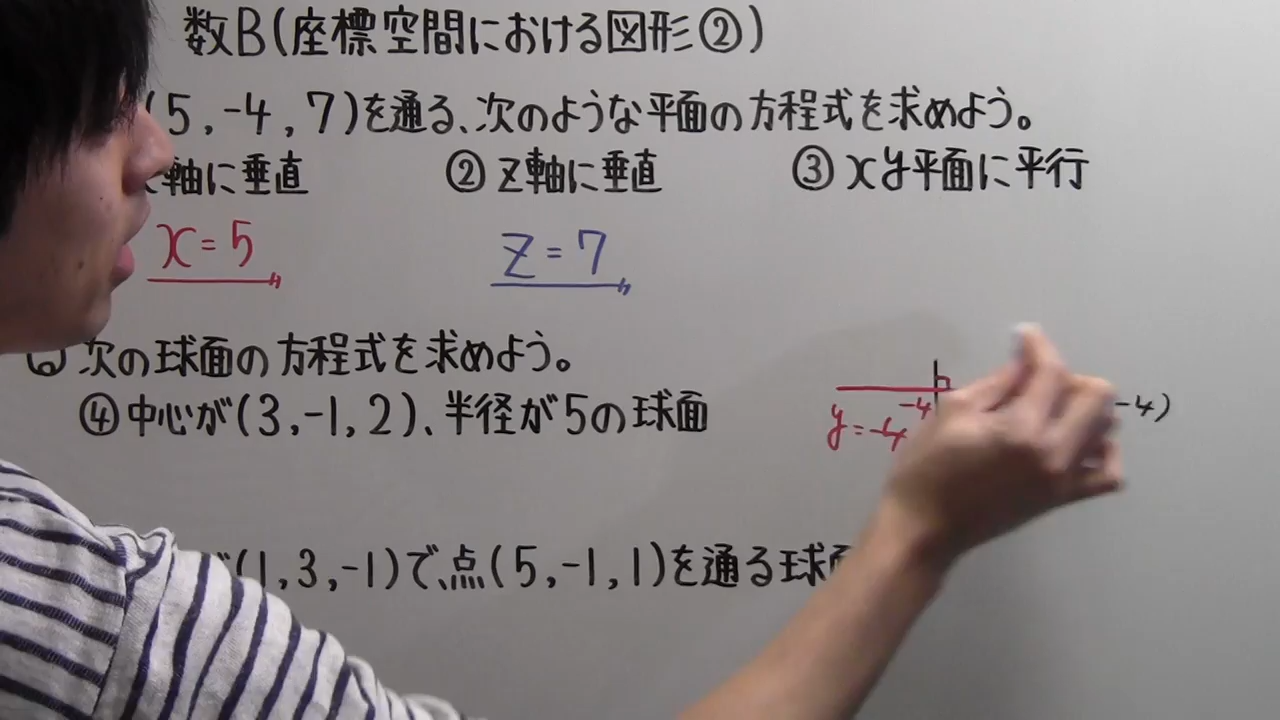 数B(座標空間における図形②)
(5,-4,7)を通る、次のような平面の方程式を求めよう。
軸に垂直 ②z軸に垂直 ③xy平面に平行
x=5 z=7
次の球面の方程式を求めよう。
④中心が(3,-1,2)、半径が5の球面
-4 -4)
y=-4
(1,3,-1)で、点(5,-1,1)を通る球